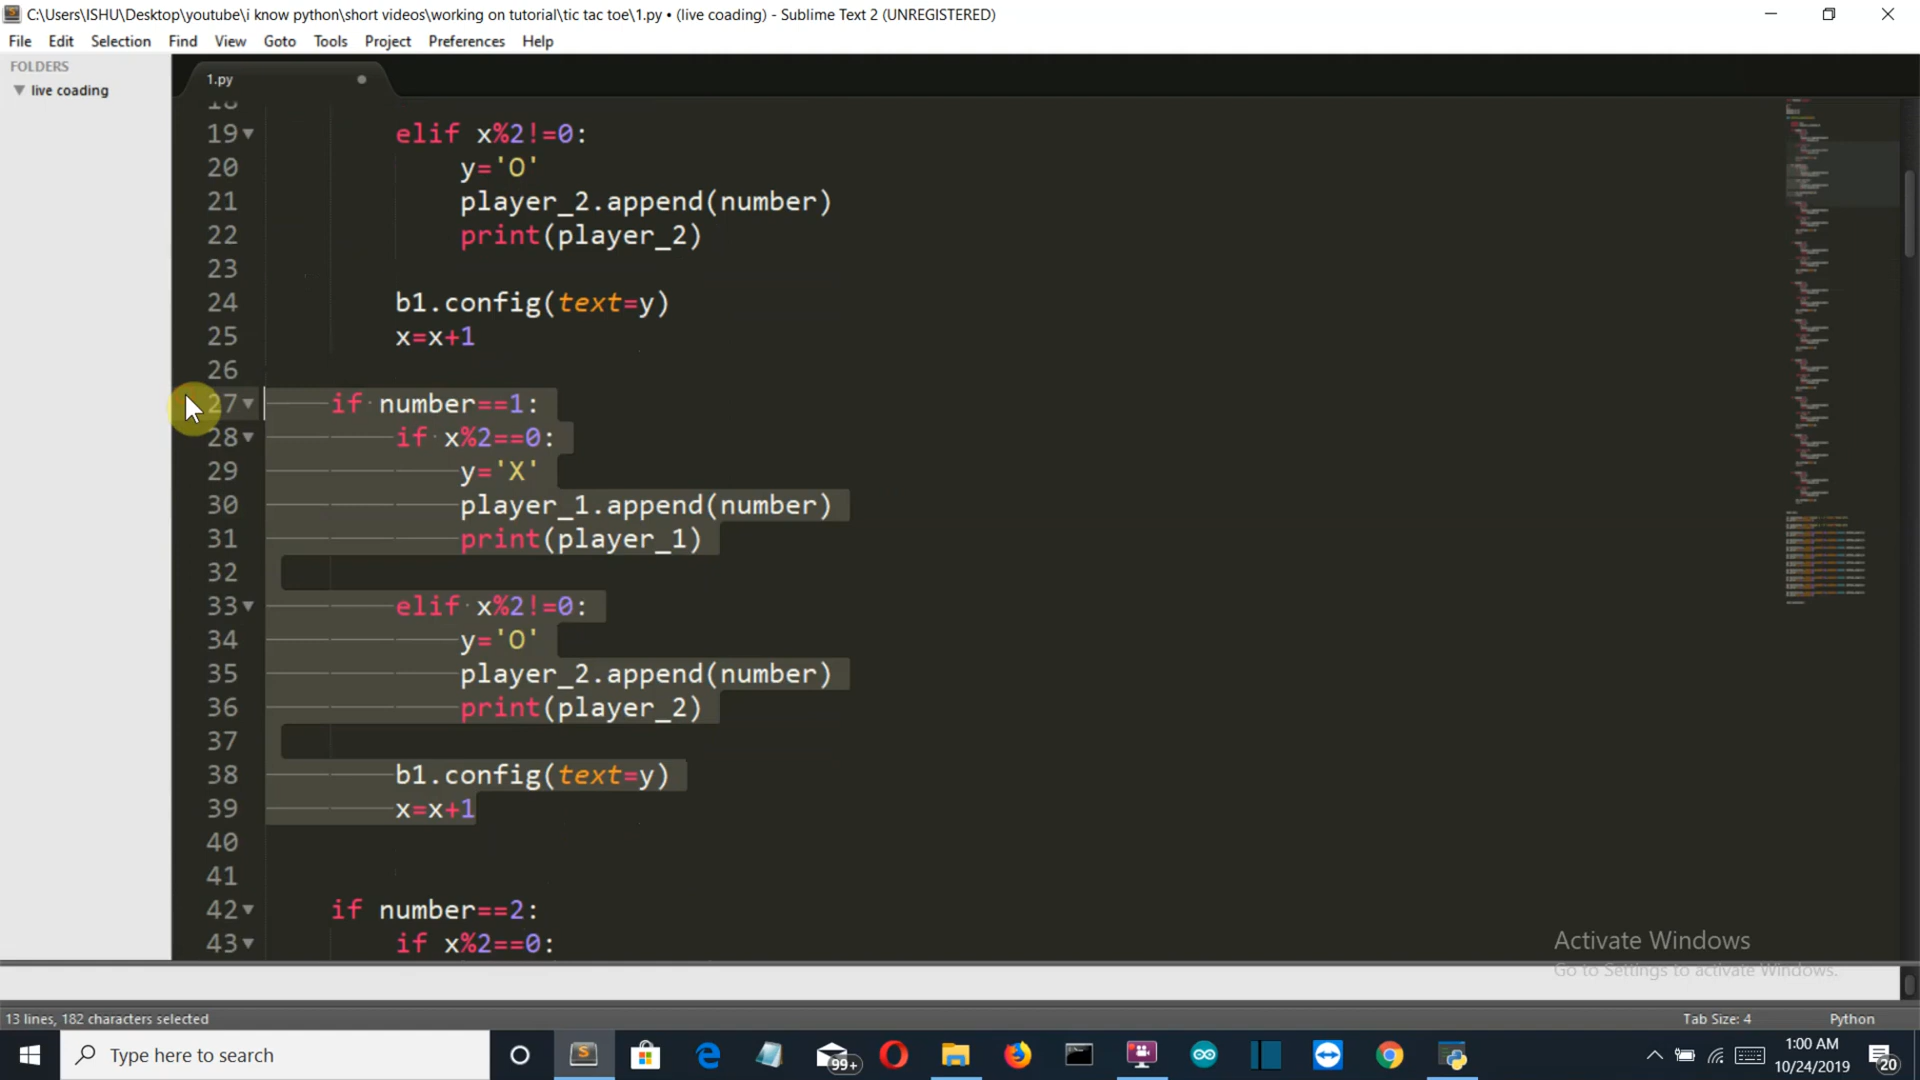 C:\Users\ISHU\Desktop\youtube\i know python\short videos\working on tutorial\tic tac toe\1.py • (live coading) - Sublime Text 2 (UNREGISTERED)
File Edit Selection Find View Goto Tools Project Preferences Help
FOLDERS
live coading
1.py
18
19 elif x%2!=0:
20 y='O'
21 player_2.append(number)
22 print(player_2)
23
24 b1.config(text=y)
25 x=x+1
26
27 if number==1:
28 if x%2==0:
29 y='X'
30 player_1.append(number)
31 print(player_1)
32
33 elif x%2!=0:
34 y='O'
35 player_2.append(number)
36 print(player_2)
37
38 b1.config(text=y)
39 x=x+1
40
41
42 if number==2:
43 if x%2==0:
Activate Windows
Go to Settings to activate Windows.
13 lines, 182 characters selected
Tab Size: 4 Python
Type here to search
99+
1:00 AM
10/24/2019
20